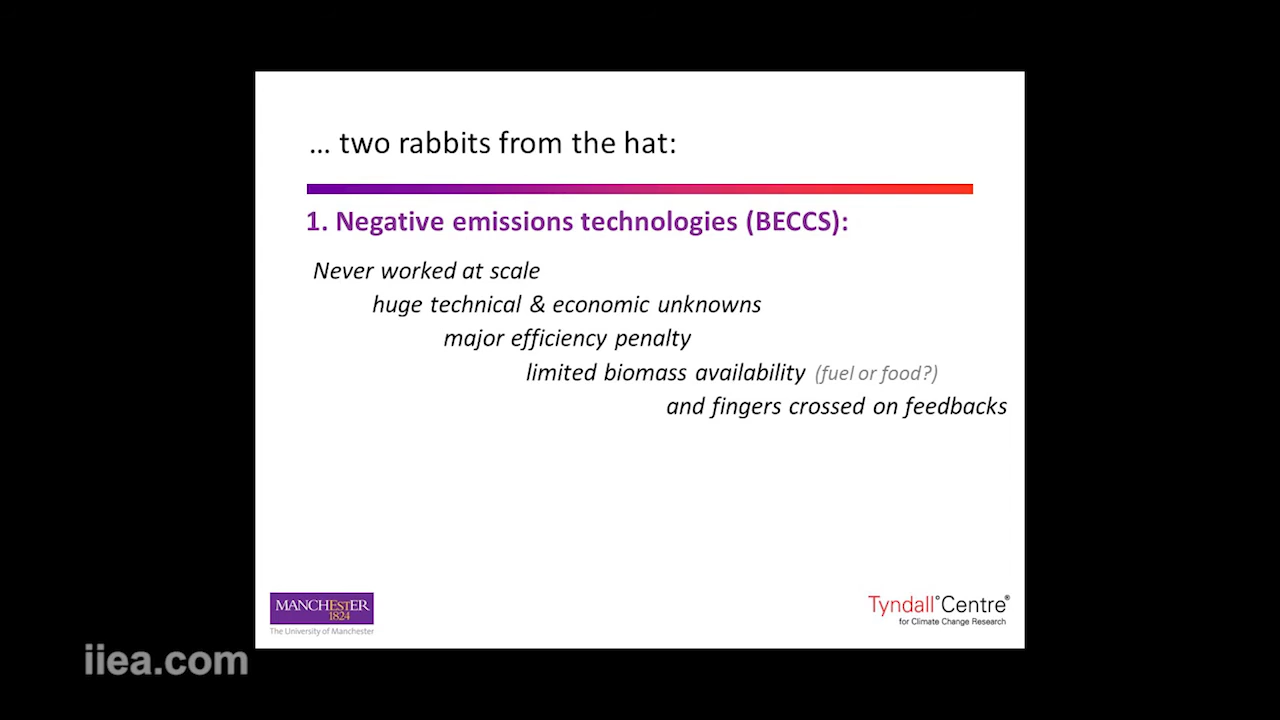 ... two rabbits from the hat:
1. Negative emissions technologies (BECCS):
Never worked at scale
huge technical & economic unknowns
major efficiency penalty
limited biomass availability (fuel or food?)
and fingers crossed on feedbacks
MANCHESTER
1824
The University of Manchester
Tyndall°Centre®
for Climate Change Research
iiea.com